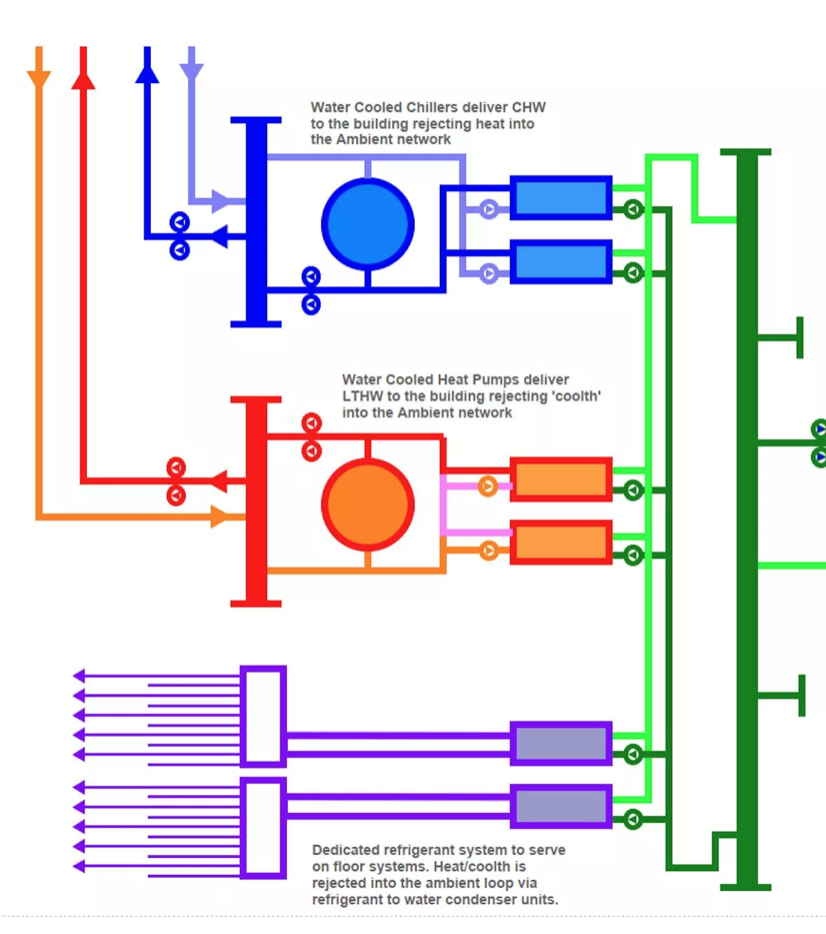 Water Cooled Chillers deliver CHW
to the building rejecting heat into
the Ambient network
Water Cooled Heat Pumps deliver
LTHW to the building rejecting 'coolth'
into the Ambient network
Dedicated refrigerant system to serve
on floor systems. Heat/coolth is
rejected into the ambient loop via
refrigerant to water condenser units.